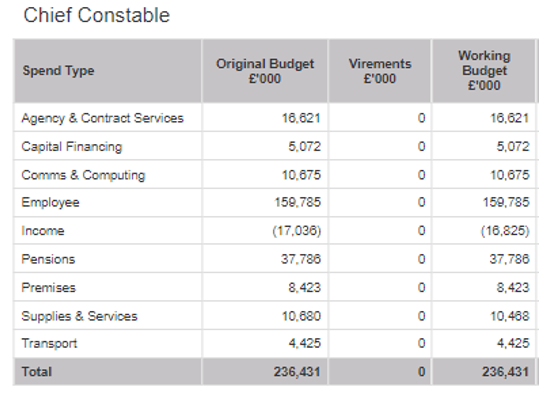 Chief Constable
Spend Type Original Budget £'000 Virements £'000 Working Budget £'000
Agency & Contract Services 16,621 0 16,621
Capital Financing 5,072 0 5,072
Comms & Computing 10,675 0 10,675
Employee 159,785 0 159,785
Income (17,036) 0 (16,825)
Pensions 37,786 0 37,786
Premises 8,423 0 8,423
Supplies & Services 10,680 0 10,468
Transport 4,425 0 4,425
Total 236,431 0 236,431